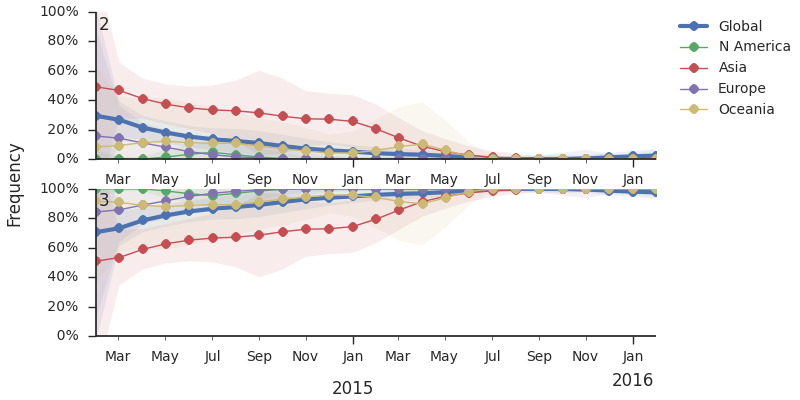 100%
2
80%
60%
40%
20%
0%
Mar May Jul Sep Nov Jan Mar May Jul Sep Nov Jan
100%
3
80%
60%
40%
20%
0%
Mar May Jul Sep Nov Jan Mar May Jul Sep Nov Jan
2015 2016
Frequency
Global
N America
Asia
Europe
Oceania